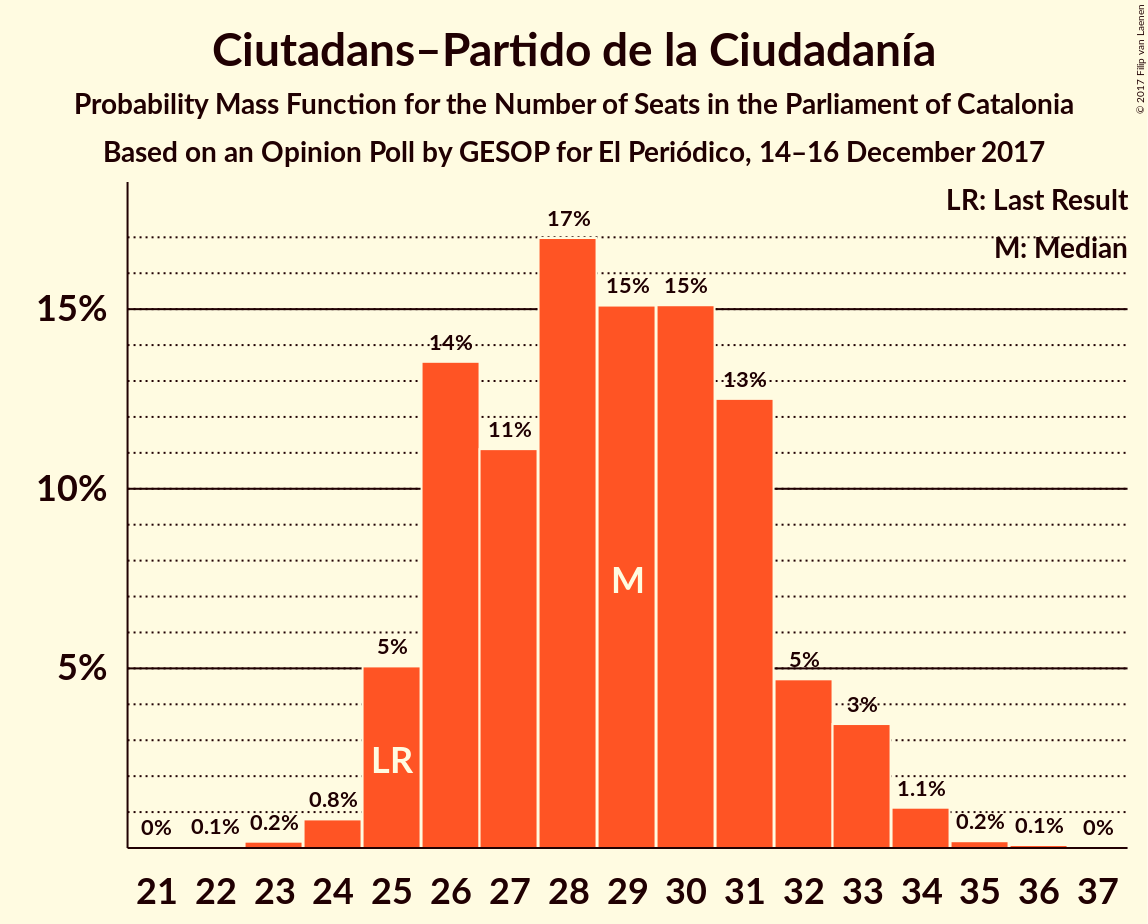 Ciutadans–Partido de la Ciudadanía
Probability Mass Function for the Number of Seats in the Parliament of Catalonia
Based on an Opinion Poll by GESOP for El Periódico, 14–16 December 2017
© 2017 Filip van Laenen
LR: Last Result
M: Median
15%
10%
5%
0%
0.1%
0.2%
0.8%
5%
14%
11%
17%
15%
15%
13%
5%
3%
1.1%
0.2%
0.1%
0%
LR
M
21 22 23 24 25 26 27 28 29 30 31 32 33 34 35 36 37